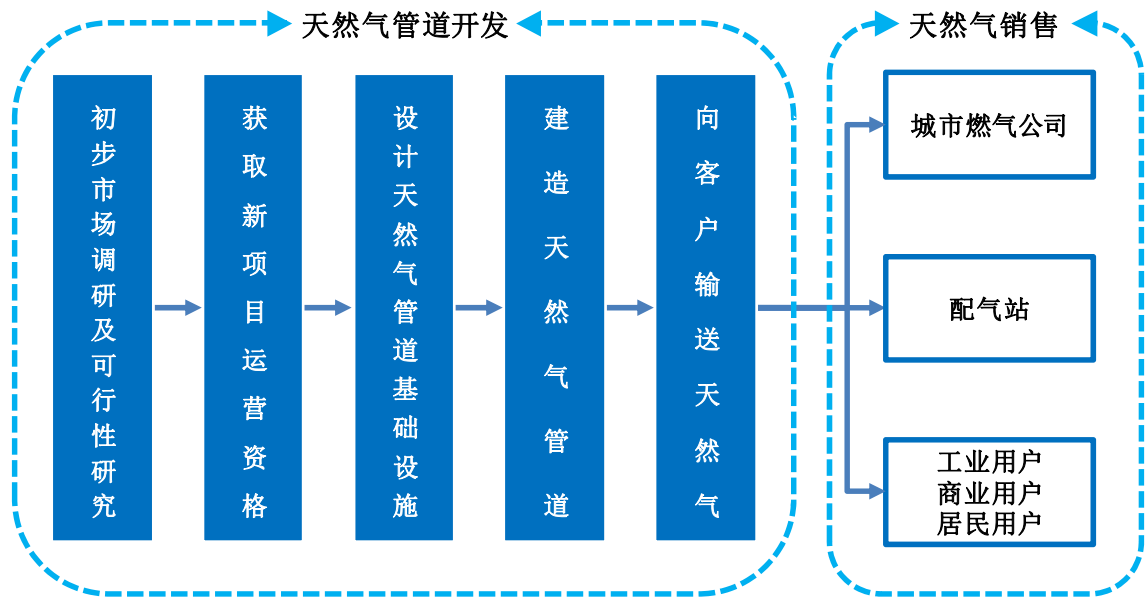 天然气管道开发
天然气销售
初步市场调研及可行性研究
获取新项目运营资格
设计天然气管道基础设施
建造天然气管道
向客户输送天然气
城市燃气公司
配气站
工业用户
商业用户
居民用户